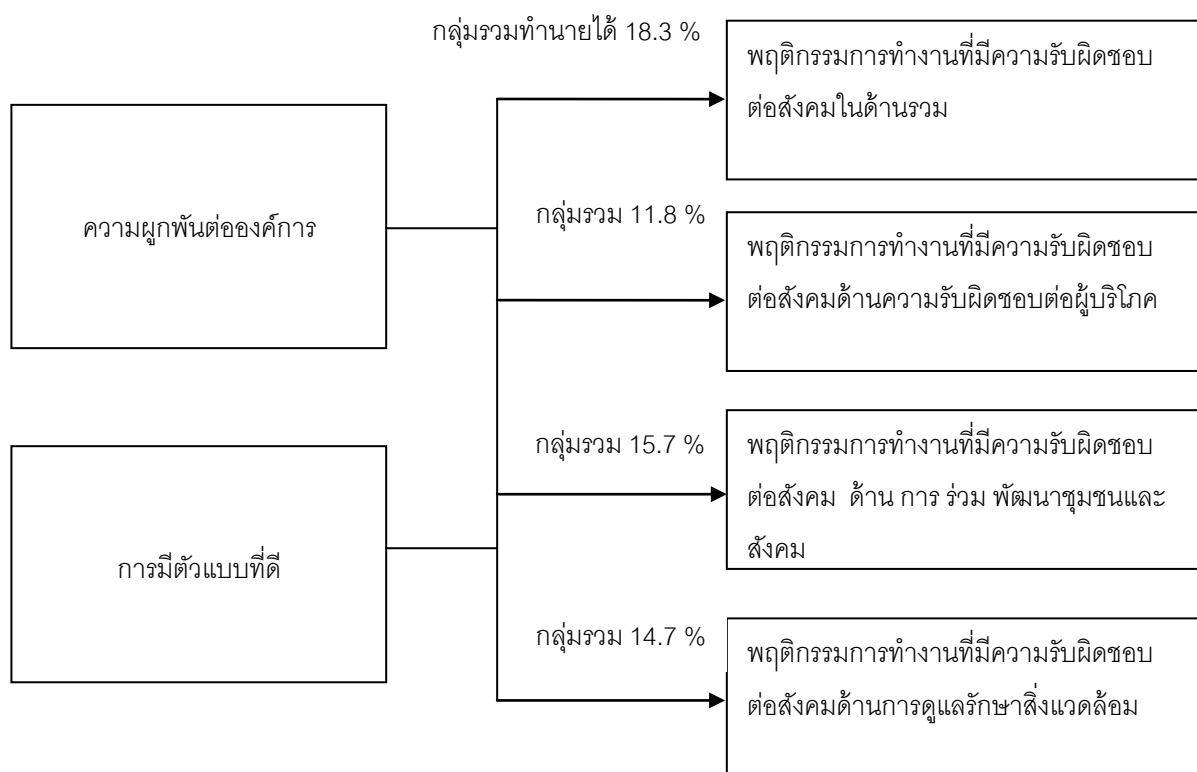 กลุ่มรวมทำนายได้ 18.3 %
พฤติกรรมการทำงานที่มีความรับผิดชอบ
ต่อสังคมในด้านรวม
ความผูกพันต่อองค์การ
กลุ่มรวม 11.8 %
พฤติกรรมการทำงานที่มีความรับผิดชอบ
ต่อสังคมด้านความรับผิดชอบต่อผู้บริโภค
การมีตัวแบบที่ดี
กลุ่มรวม 15.7 %
พฤติกรรมการทำงานที่มีความรับผิดชอบ
ต่อสังคม ด้าน การ ร่วม พัฒนาชุมชนและ
สังคม
กลุ่มรวม 14.7 %
พฤติกรรมการทำงานที่มีความรับผิดชอบ
ต่อสังคมด้านการดูแลรักษาสิ่งแวดล้อม